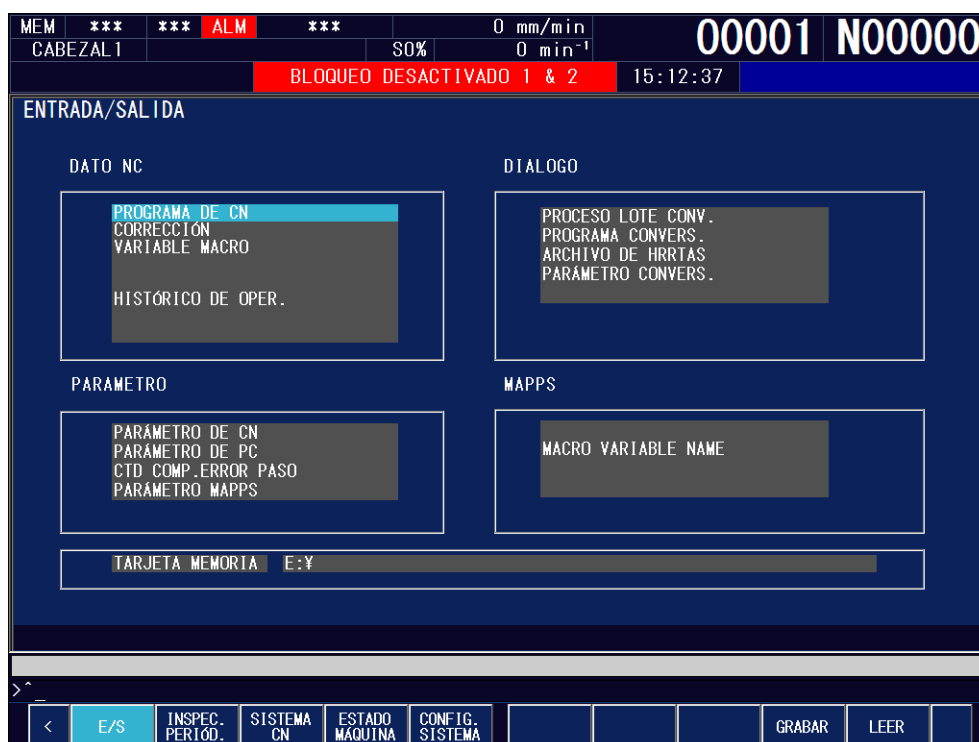 MEM *** *** ALM *** 0 mm/min 00001 N00000
CABEZAL1 S0% 0 min⁻¹
BLOQUEO DESACTIVADO 1 & 2 15:12:37
ENTRADA/SALIDA
DATO NC
PROGRAMA DE CN
CORRECCIÓN
VARIABLE MACRO
HISTÓRICO DE OPER.
DIALOGO
PROCESO LOTE CONV.
PROGRAMA CONVERS.
ARCHIVO DE HRRTAS
PARÁMETRO CONVERS.
PARAMETRO
PARÁMETRO DE CN
PARÁMETRO DE PC
CTD COMP.ERROR PASO
PARÁMETRO MAPPS
MAPPS
MACRO VARIABLE NAME
TARJETA MEMORIA E:¥
>^_
< E/S INSPEC. PERIÓD. SISTEMA CN ESTADO MÁQUINA CONFIG. SISTEMA GRABAR LEER